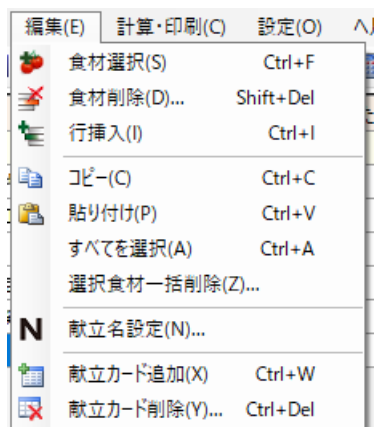 編集(E) 計算・印刷(C) 設定(O)
食材選択(S) Ctrl+F
食材削除(D)... Shift+Del
行挿入(I) Ctrl+I
コピー(C) Ctrl+C
貼り付け(P) Ctrl+V
すべてを選択(A) Ctrl+A
選択食材一括削除(Z)...
N 献立名設定(N)...
献立カード追加(X) Ctrl+W
献立カード削除(Y)... Ctrl+Del